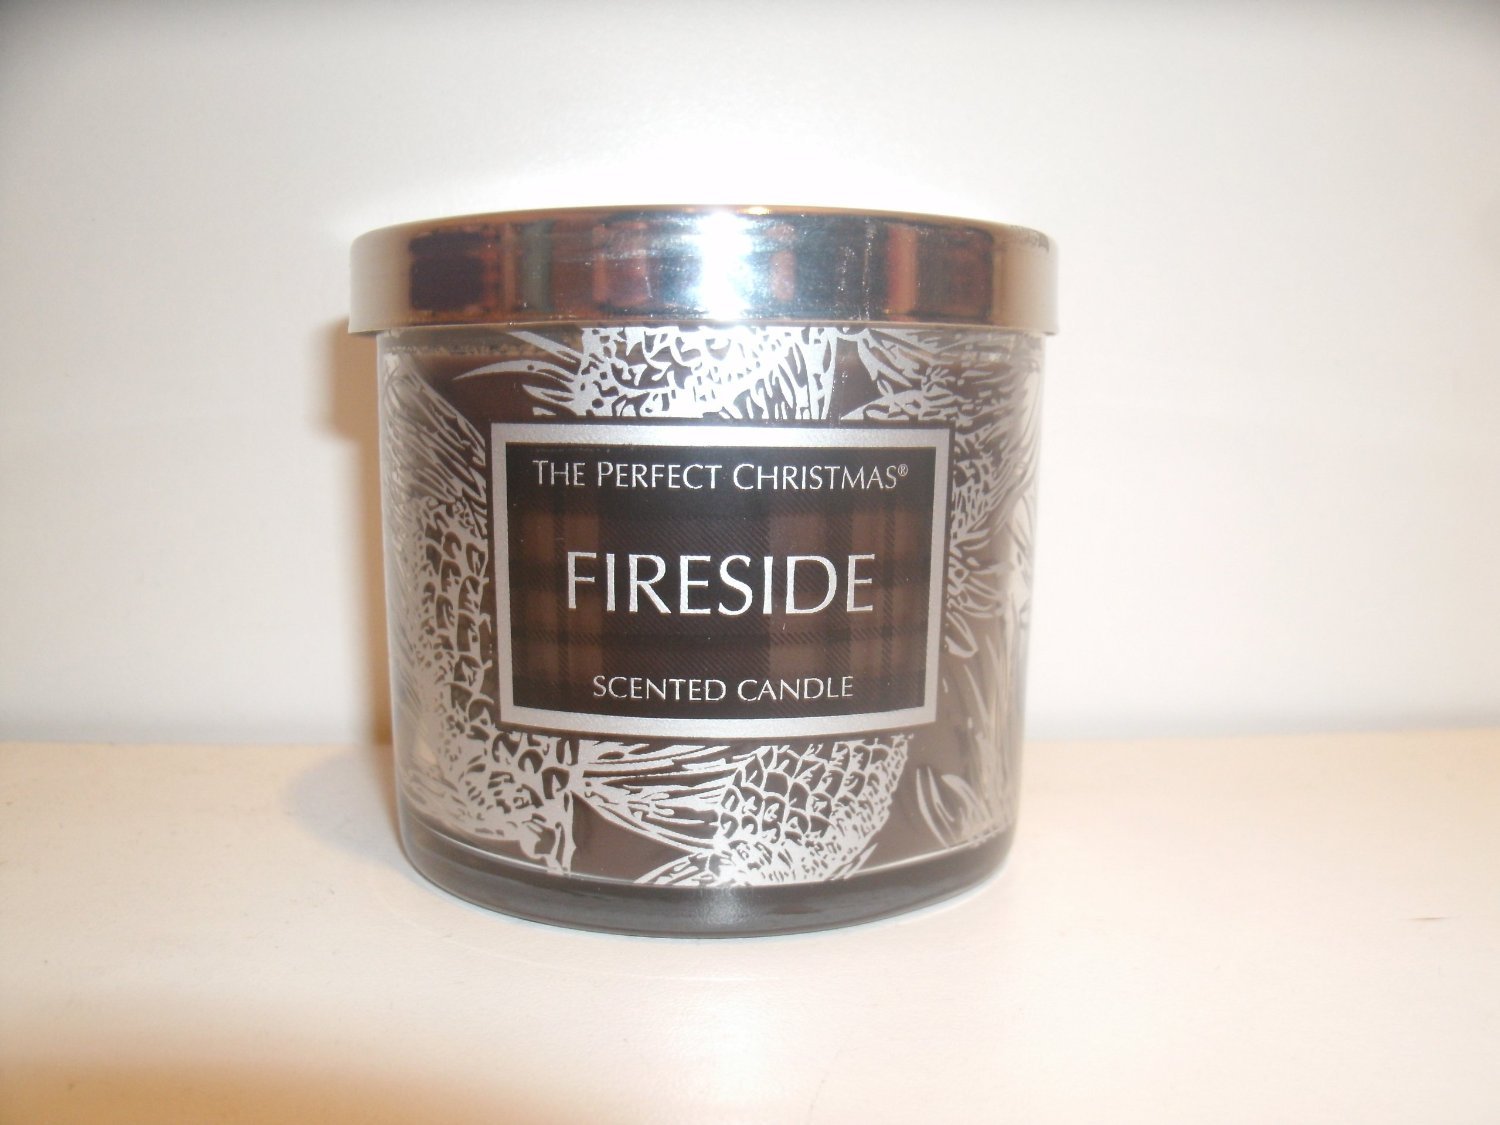 THE PERFECT CHRISTMAS®
FIRESIDE
SCENTED CANDLE